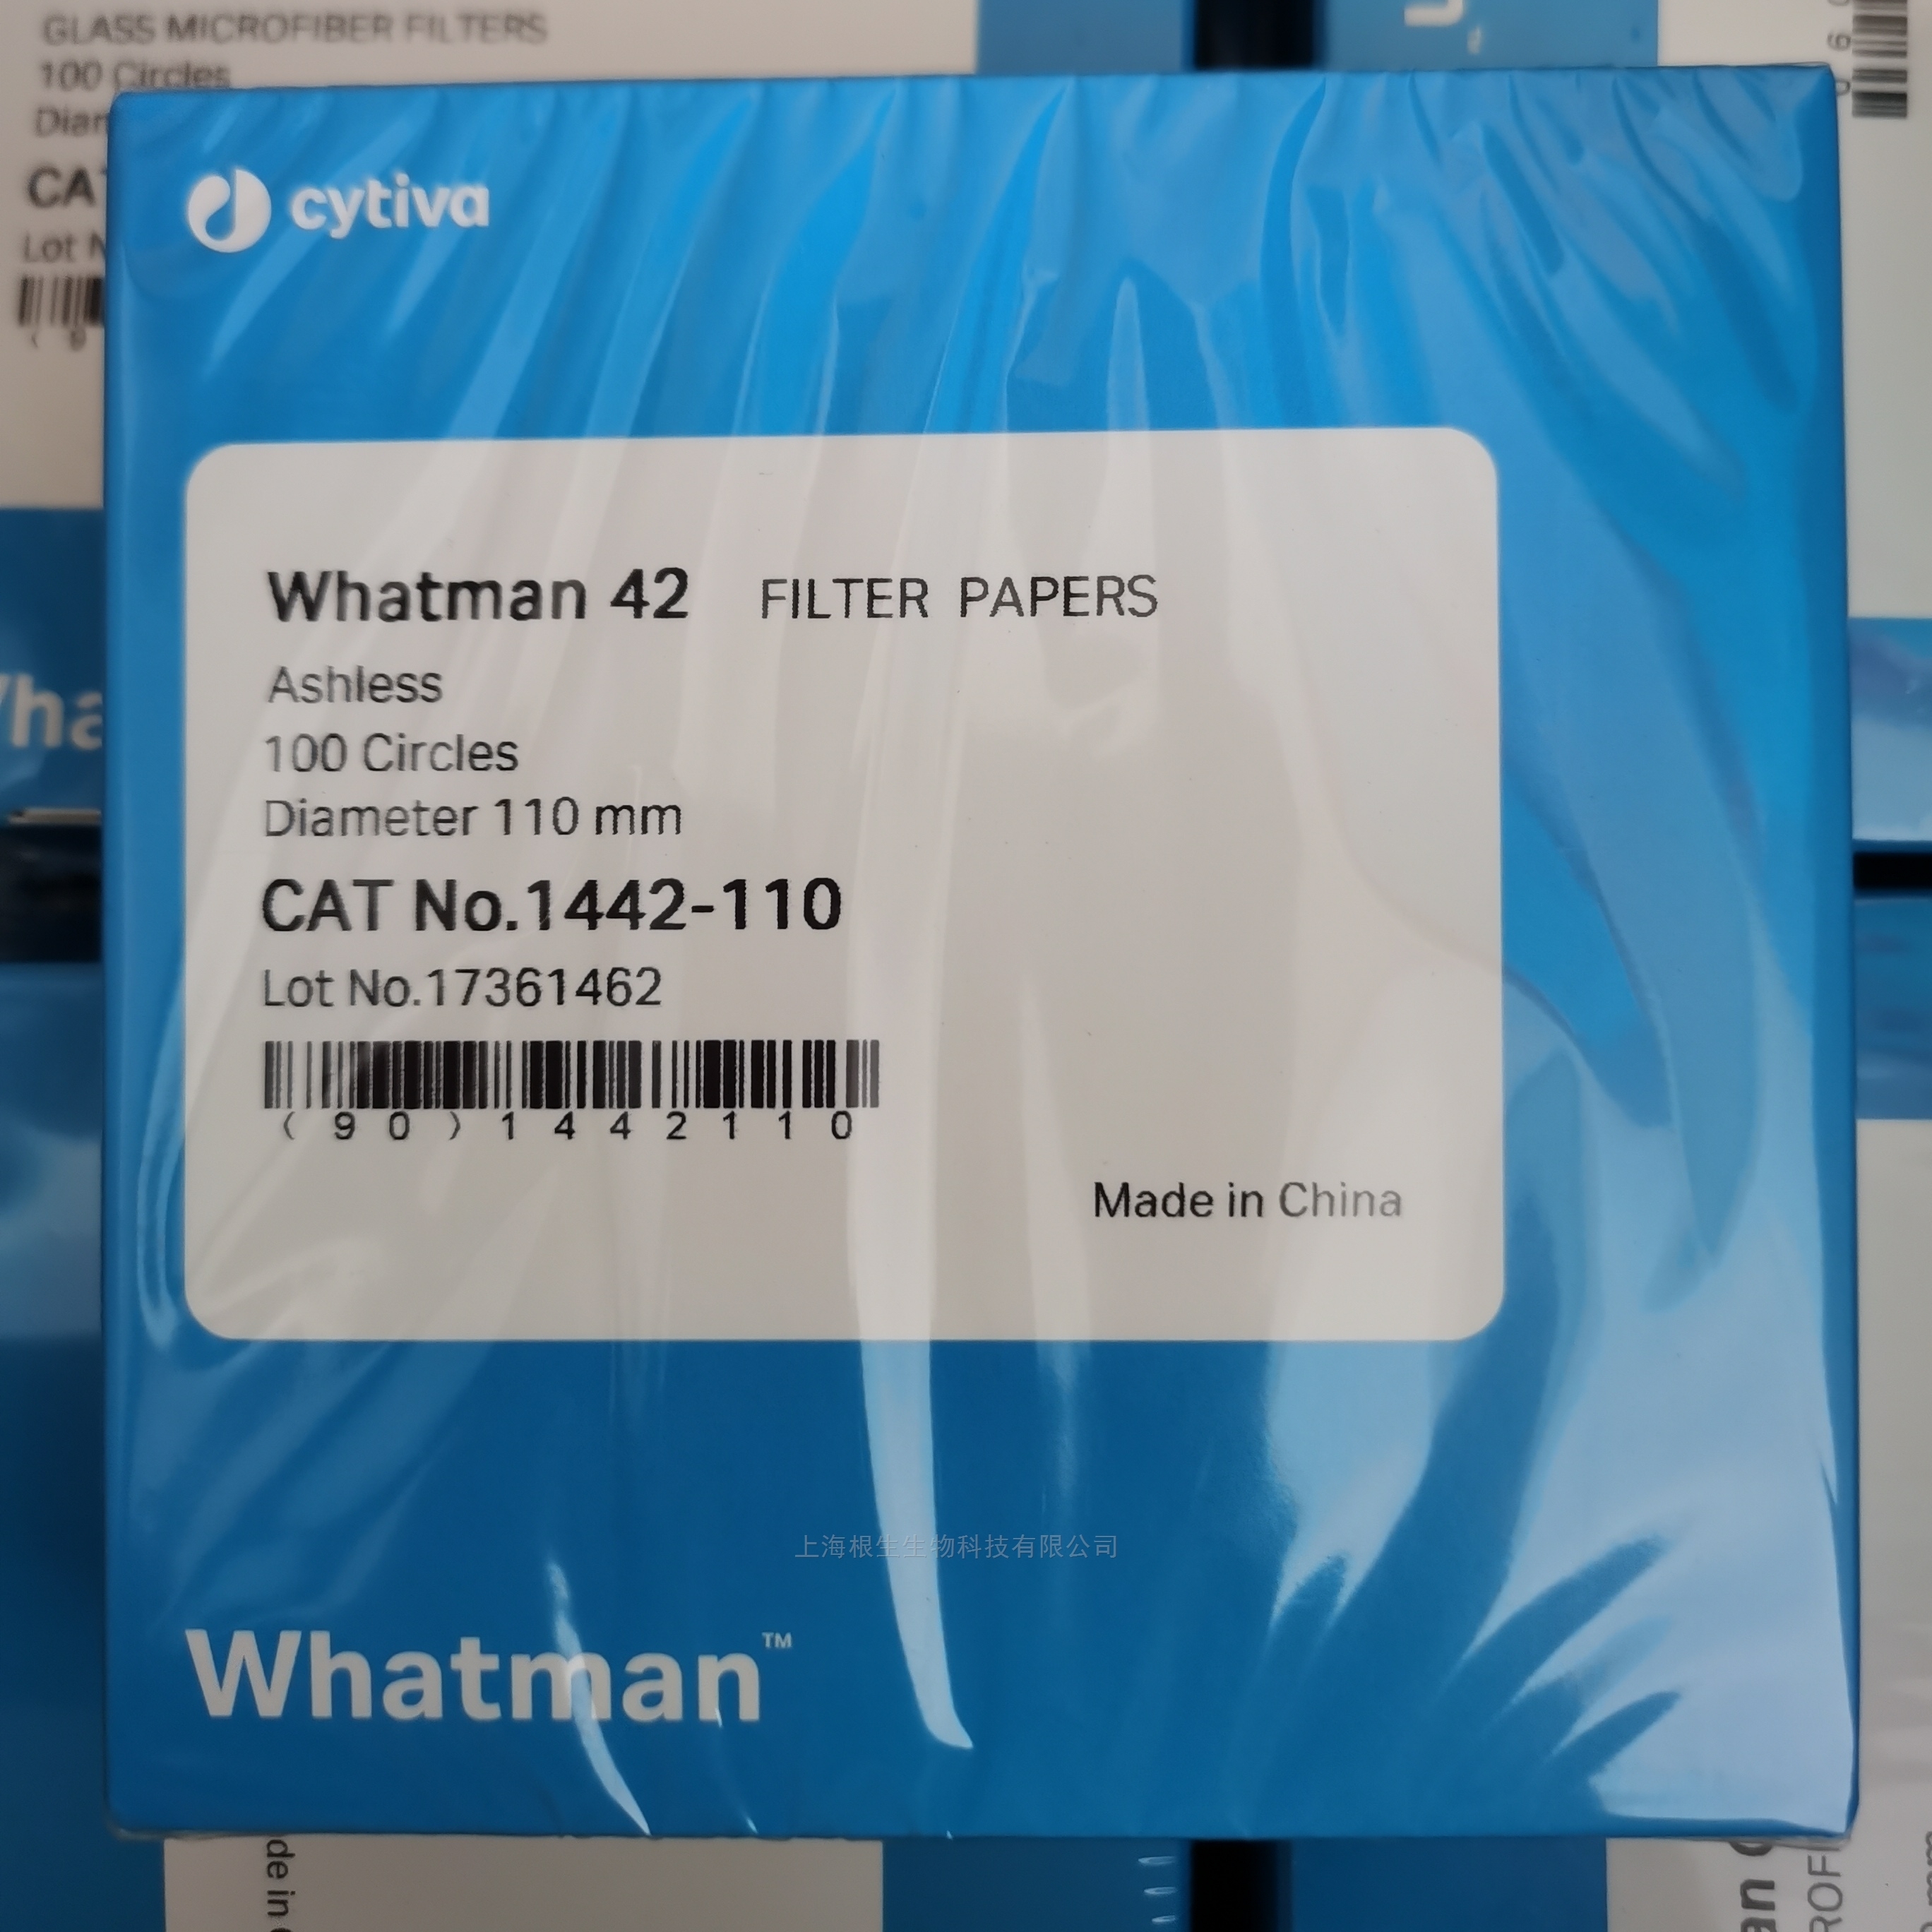 GLASS MICROFIBER FILTERS
100 Circles
cytiva
Whatman 42 FILTER PAPERS
Ashless
100 Circles
Diameter 110 mm
CAT No.1442-110
Lot No.17361462
(90)1442110
Made in China
上海根生生物科技有限公司
Whatman™
de in